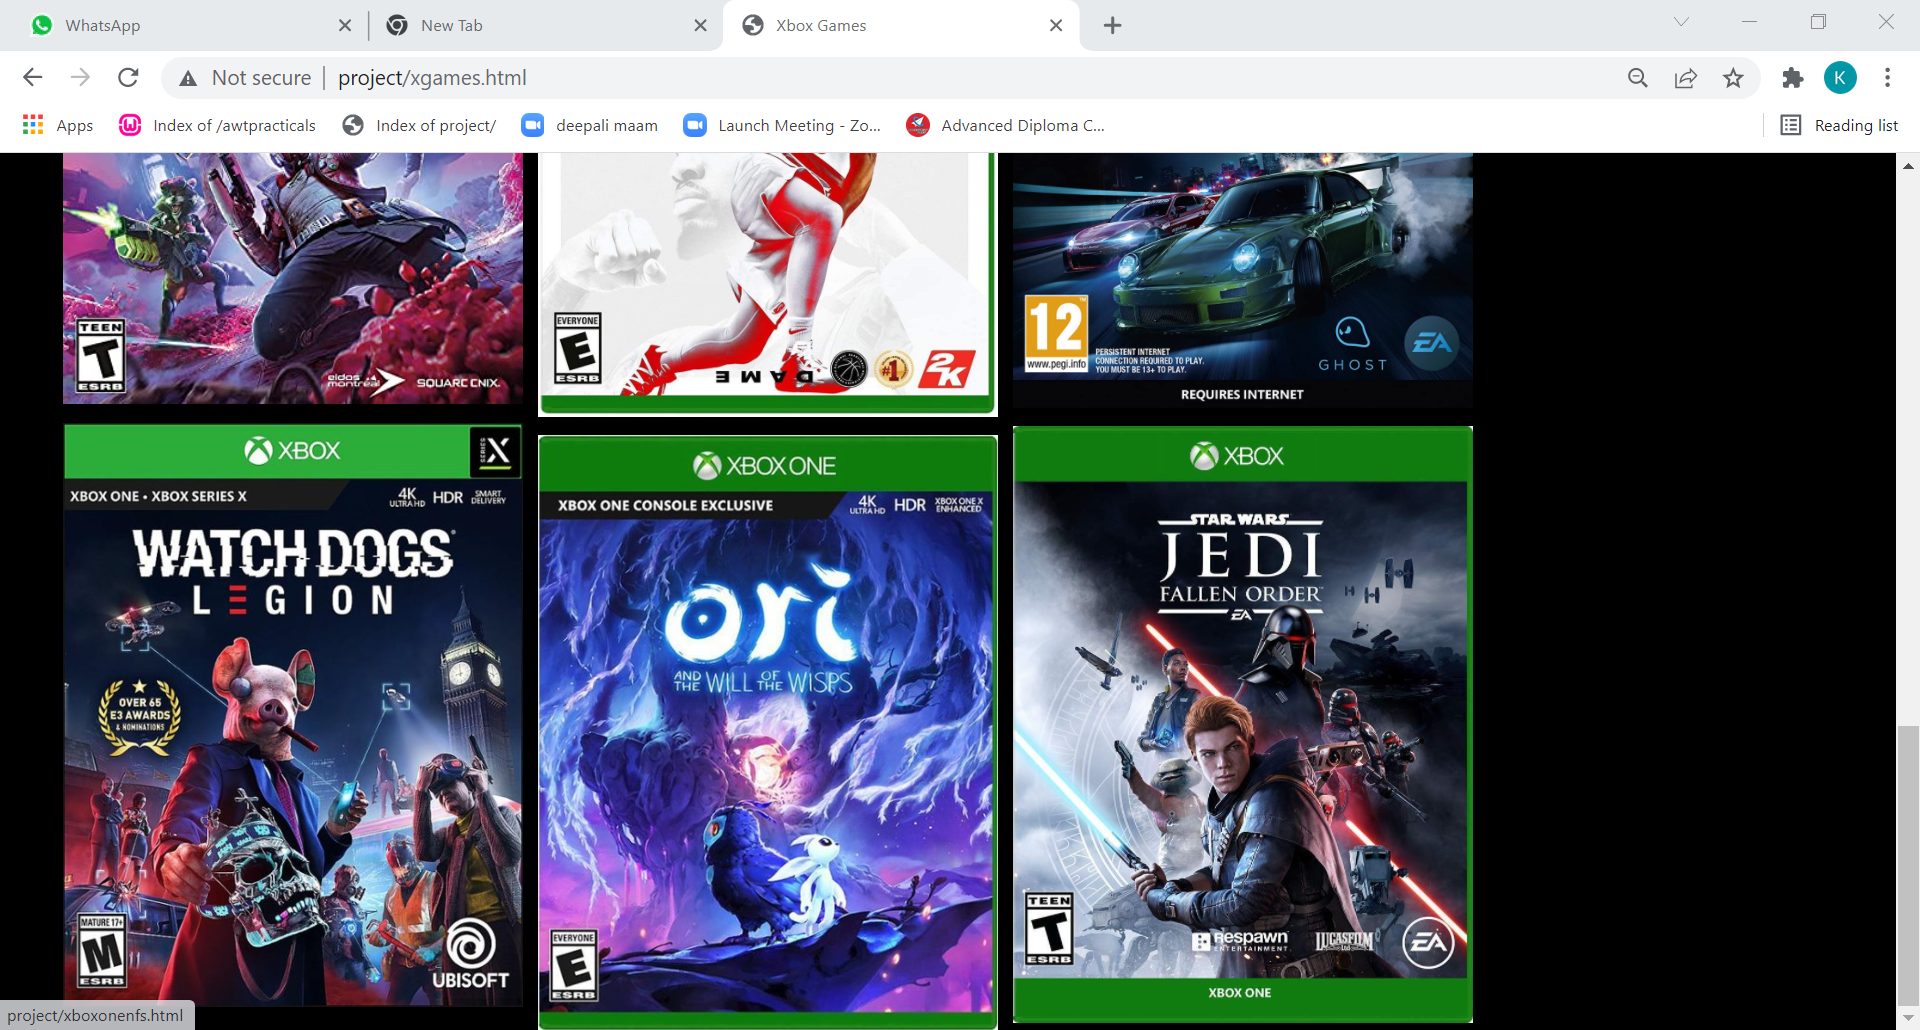 WhatsApp
New Tab
Xbox Games
Not secure
project/xgames.html
K
Apps
Index of /awtpracticals
Index of project/
deepali maam
Launch Meeting - Zo...
Advanced Diploma C...
Reading list
TEEN
T
ESRB
eidos
montréal
SQUARE ENIX.
EVERYONE
E
ESRB
DAME
#1
2K
12
www.pegi.info
PERSISTENT INTERNET
CONNECTION REQUIRED TO PLAY.
YOU MUST BE 13+ TO PLAY.
GHOST
EA
REQUIRES INTERNET
XBOX
SERIES X
XBOX ONE • XBOX SERIES X
4K
ULTRA HD
HDR
SMART
DELIVERY
WATCH DOGS
LEGION
OVER 65
E3 AWARDS
& NOMINATIONS
MATURE 17+
M
ESRB
UBISOFT
XBOX ONE
XBOX ONE CONSOLE EXCLUSIVE
4K
ULTRA HD
HDR
XBOX ONE X
ENHANCED
ori
AND THE WILL OF THE WISPS
EVERYONE
E
ESRB
XBOX
STAR WARS
JEDI
FALLEN ORDER
EA
TEEN
T
ESRB
Respawn
ENTERTAINMENT
LUCASFILM
Ltd
EA
XBOX ONE
project/xboxonenfs.html